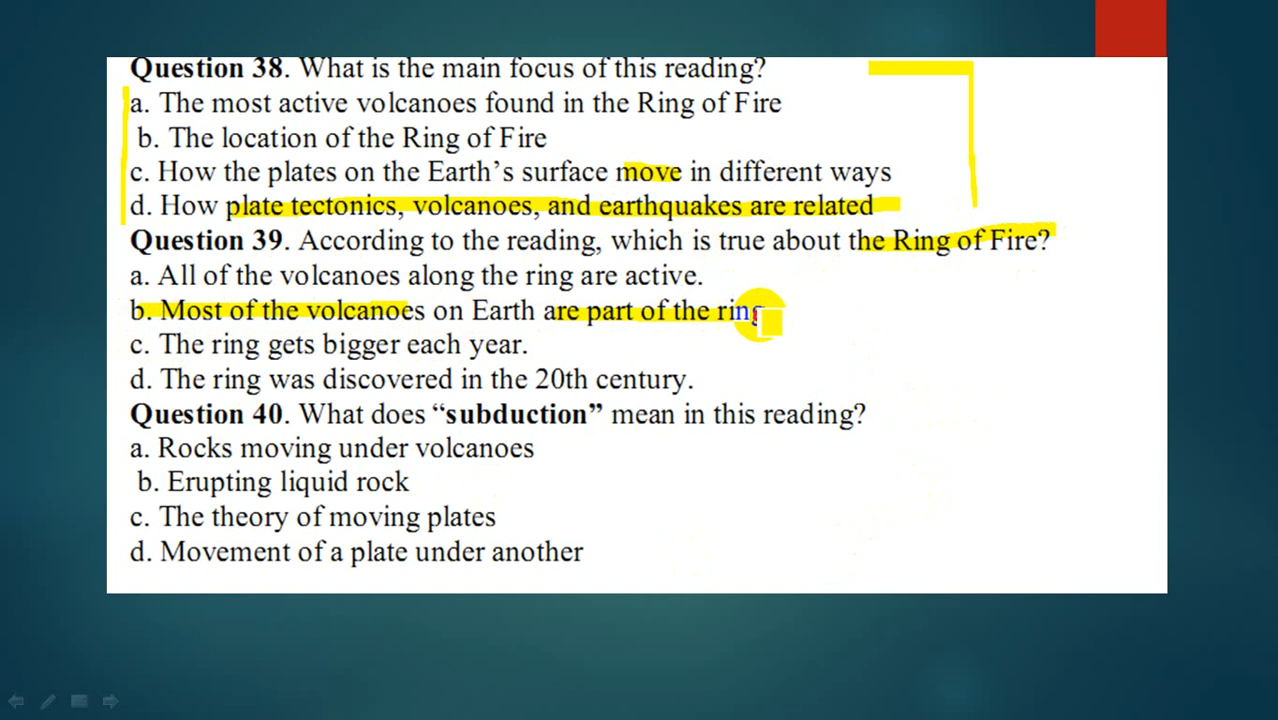 Question 38. What is the main focus of this reading?
a. The most active volcanoes found in the Ring of Fire
b. The location of the Ring of Fire
c. How the plates on the Earth’s surface move in different ways
d. How plate tectonics, volcanoes, and earthquakes are related
Question 39. According to the reading, which is true about the Ring of Fire?
a. All of the volcanoes along the ring are active.
b. Most of the volcanoes on Earth are part of the ring
c. The ring gets bigger each year.
d. The ring was discovered in the 20th century.
Question 40. What does “subduction” mean in this reading?
a. Rocks moving under volcanoes
b. Erupting liquid rock
c. The theory of moving plates
d. Movement of a plate under another